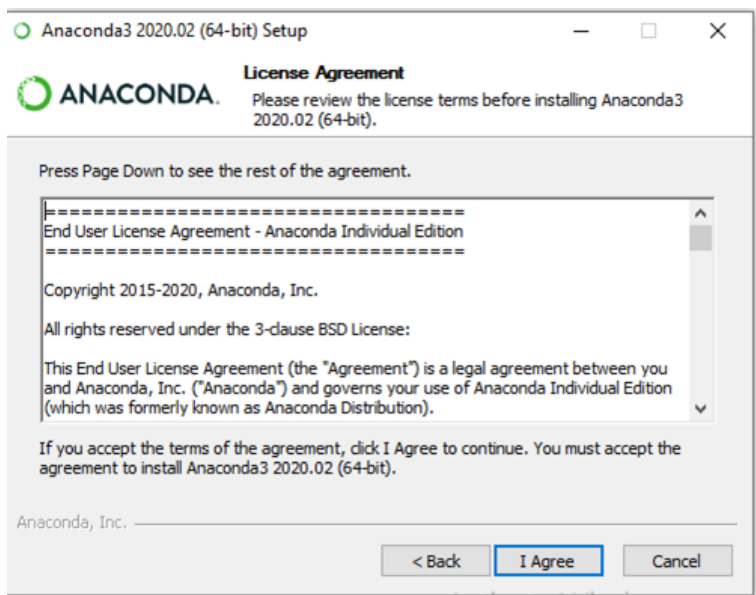 Anaconda3 2020.02 (64-bit) Setup
ANACONDA.
License Agreement
Please review the license terms before installing Anaconda3
2020.02 (64-bit).
Press Page Down to see the rest of the agreement.
===================================
End User License Agreement - Anaconda Individual Edition
===================================
Copyright 2015-2020, Anaconda, Inc.
All rights reserved under the 3-clause BSD License:
This End User License Agreement (the "Agreement") is a legal agreement between you
and Anaconda, Inc. ("Anaconda") and governs your use of Anaconda Individual Edition
(which was formerly known as Anaconda Distribution).
If you accept the terms of the agreement, click I Agree to continue. You must accept the
agreement to install Anaconda3 2020.02 (64-bit).
Anaconda, Inc.
< Back I Agree Cancel